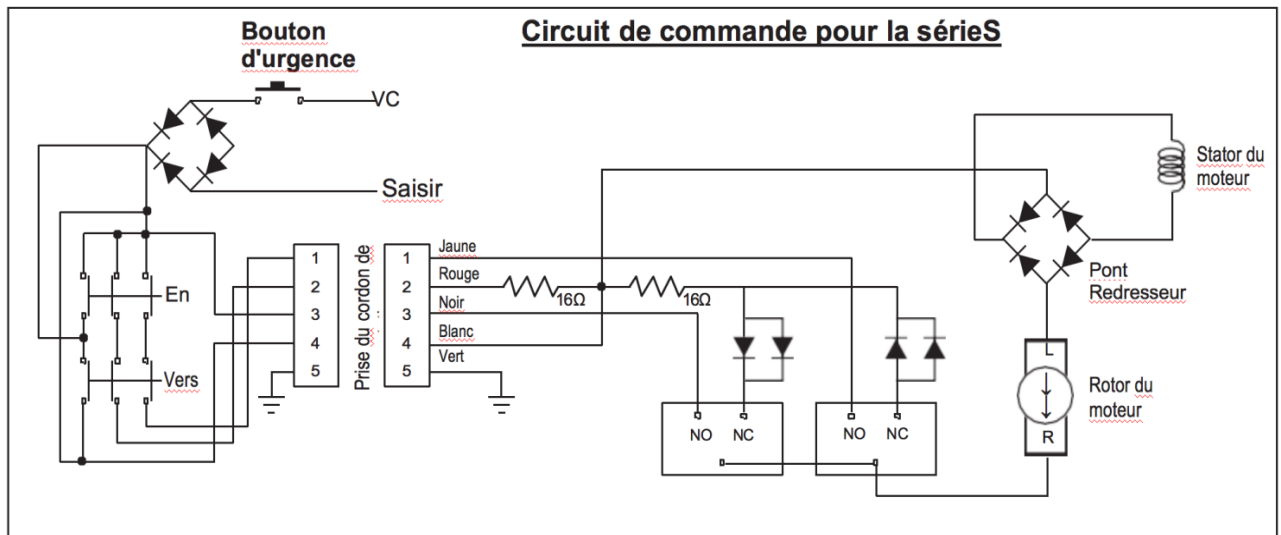 Circuit de commande pour la sérieS
Bouton
d'urgence
VC
Saisir
En
Vers
1
2
3
4
5
Prise du cordon de
1
2
3
4
5
Jaune
Rouge
Noir
Blanc
Vert
16Ω
16Ω
NO
NC
NO
NC
Stator du
moteur
Pont
Redresseur
L
R
Rotor du
moteur